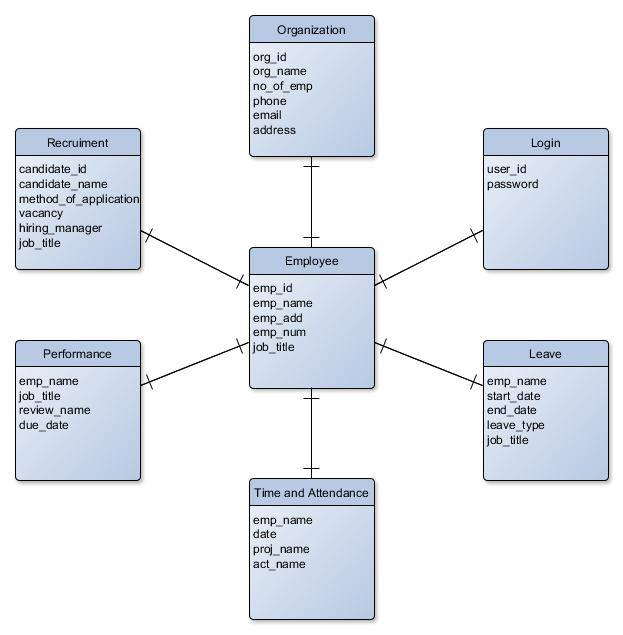 Organization
org_id
org_name
no_of_emp
phone
email
address
Recruiment
candidate_id
candidate_name
method_of_application
vacancy
hiring_manager
job_title
Login
user_id
password
Employee
emp_id
emp_name
emp_add
emp_num
job_title
Performance
emp_name
job_title
review_name
due_date
Leave
emp_name
start_date
end_date
leave_type
job_title
Time and Attendance
emp_name
date
proj_name
act_name